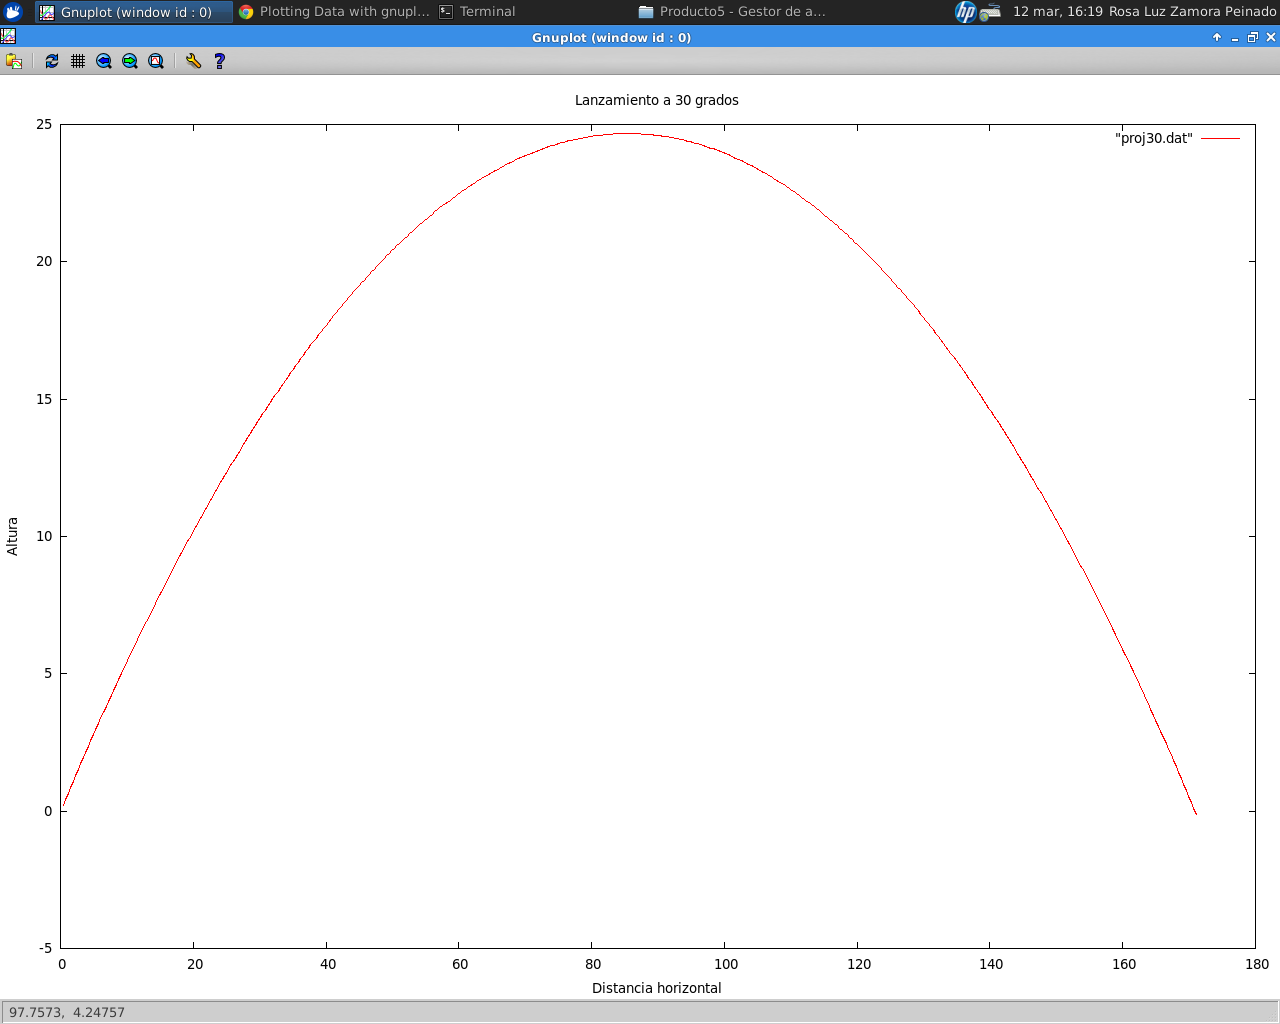 Gnuplot (window id : 0)
Plotting Data with gnupl...
Terminal
Producto5 - Gestor de a...
hp
12 mar, 16:19
Rosa Luz Zamora Peinado
Gnuplot (window id : 0)
Lanzamiento a 30 grados
"proj30.dat"
25
20
15
10
5
0
-5
Altura
0 20 40 60 80 100 120 140 160 180
Distancia horizontal
97.7573, 4.24757